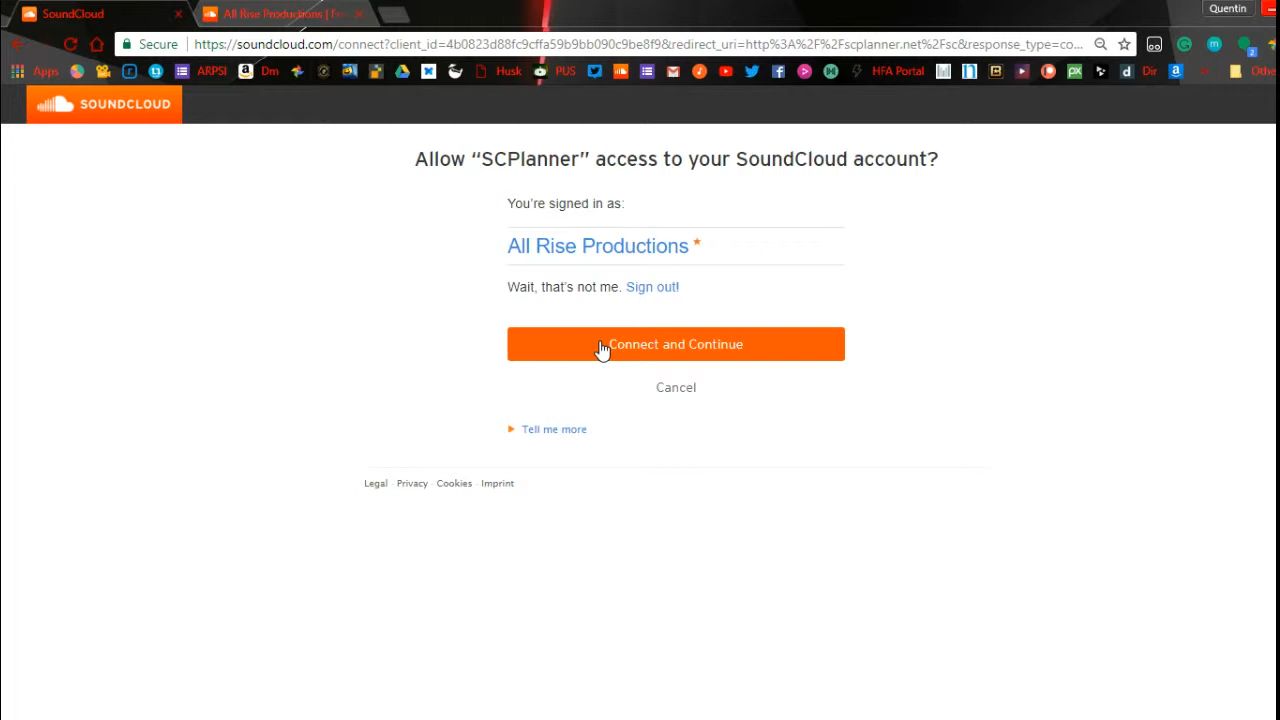 SoundCloud
All Rise Productions | Fr
Quentin
Secure
https://soundcloud.com/connect?client_id=4b0823d88fc9cffa59b9bb090c9be8f9&redirect_uri=http%3A%2F%2Fscplanner.net%2Fsc&response_type=co...
Apps ARPSI Dm Husk PUS HFA Portal Dir Othe
SOUNDCLOUD
Allow “SCPlanner” access to your SoundCloud account?
You’re signed in as:
All Rise Productions *
Wait, that’s not me. Sign out!
Connect and Continue
Cancel
Tell me more
Legal · Privacy · Cookies · Imprint